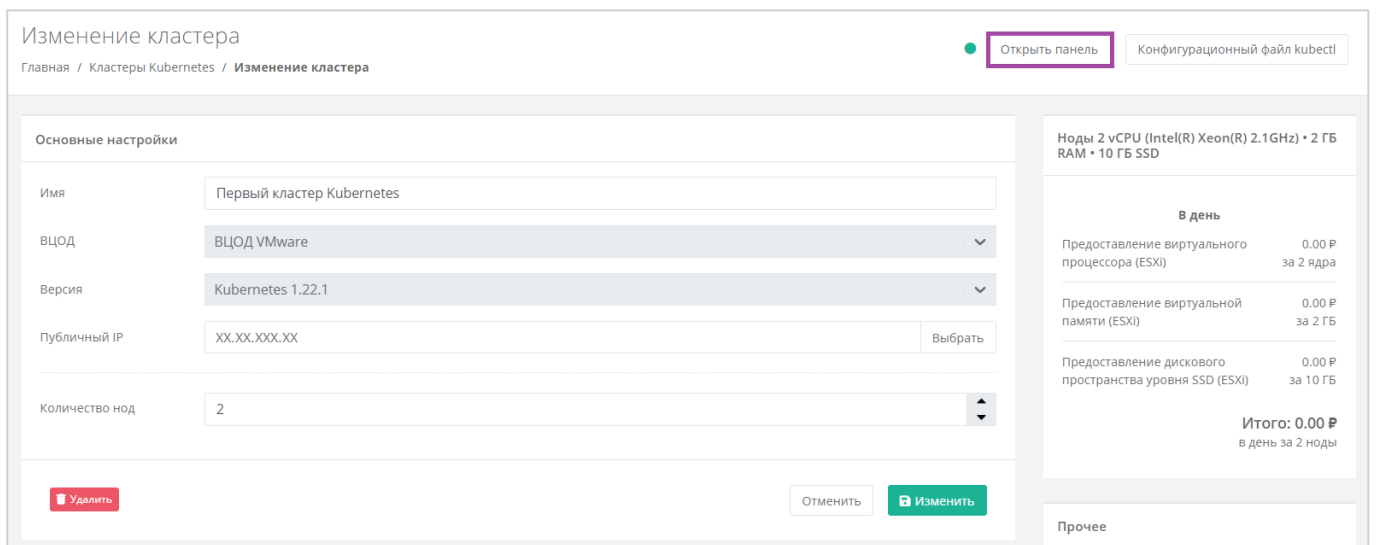 Изменение кластера
Главная / Кластеры Kubernetes / Изменение кластера
Открыть панель
Конфигурационный файл kubectl
Основные настройки
Имя
Первый кластер Kubernetes
ВЦОД
ВЦОД VMware
Версия
Kubernetes 1.22.1
Публичный IP
XX.XX.XXX.XX
Выбрать
Количество нод
2
Удалить
Отменить
Изменить
Ноды 2 vCPU (Intel(R) Xeon(R) 2.1GHz) • 2 ГБ
RAM • 10 ГБ SSD
В день
Предоставление виртуального 0.00 ₽
процессора (ESXi) за 2 ядра
Предоставление виртуальной 0.00 ₽
памяти (ESXi) за 2 ГБ
Предоставление дискового 0.00 ₽
пространства уровня SSD (ESXi) за 10 ГБ
Итого: 0.00 ₽
в день за 2 ноды
Прочее